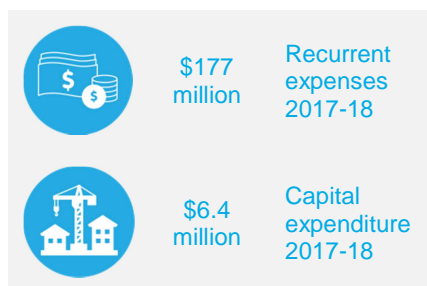 $
$
$177
million
Recurrent
expenses
2017-18
$6.4
million
Capital
expenditure
2017-18